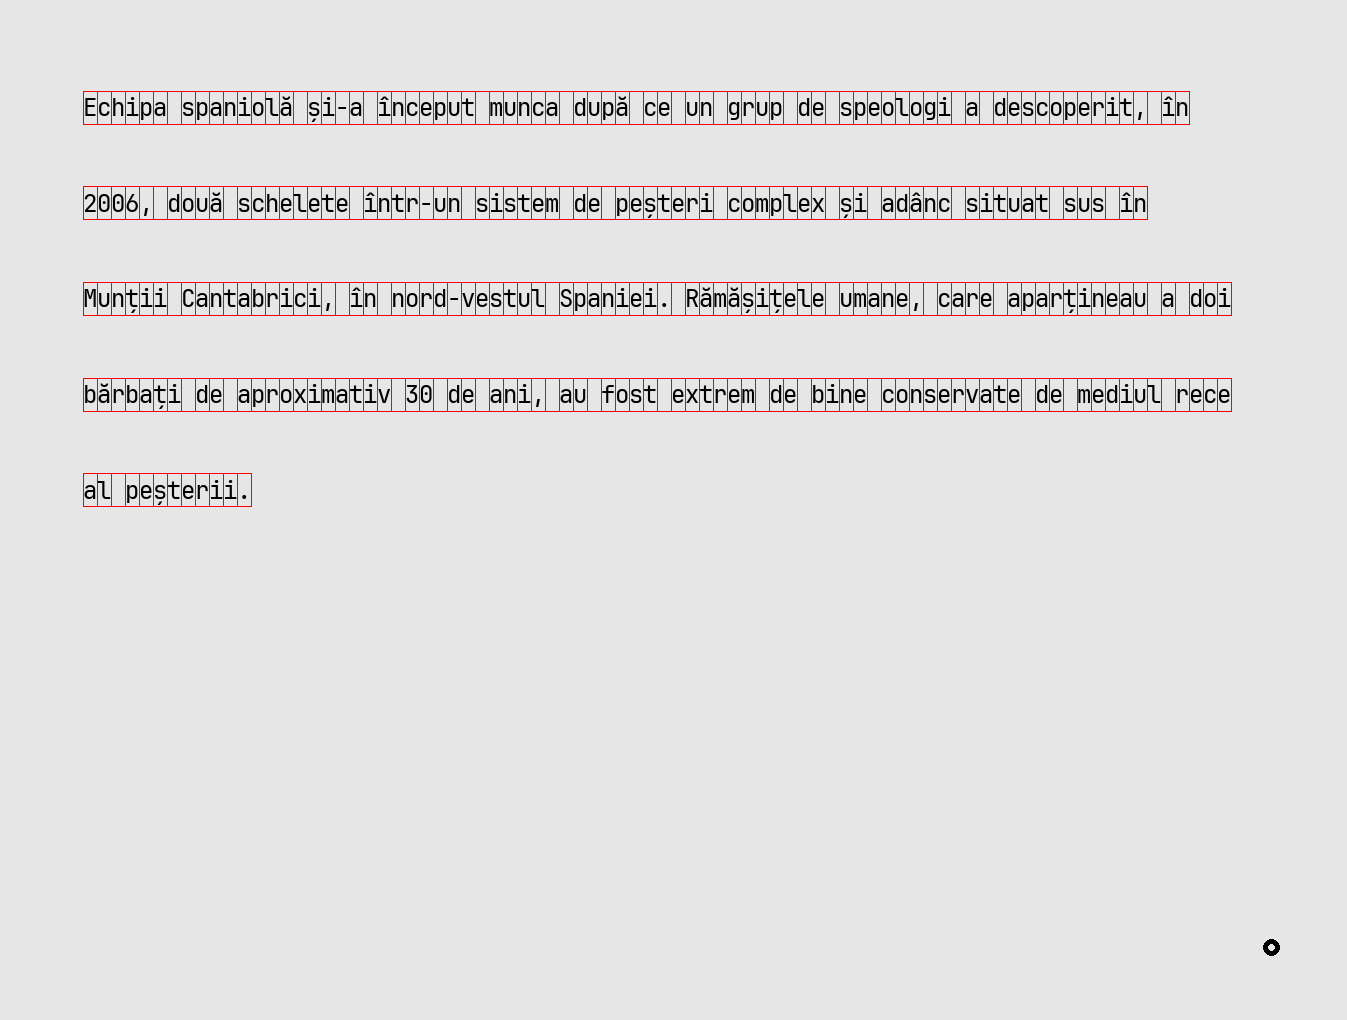 Echipa spaniolă și-a început munca după ce un grup de speologi a descoperit, în
2006, două schelete într-un sistem de peșteri complex și adânc situat sus în
Munții Cantabrici, în nord-vestul Spaniei. Rămășițele umane, care aparțineau a doi
bărbați de aproximativ 30 de ani, au fost extrem de bine conservate de mediul rece
al peșterii.